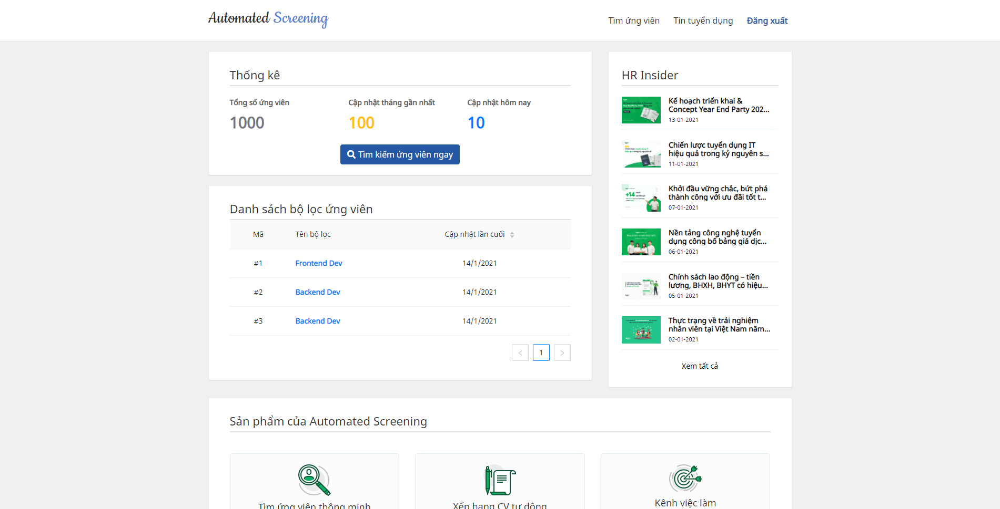 Automated Screening
Tìm ứng viên
Tin tuyển dụng
Đăng xuất
Thống kê
Tổng số ứng viên
Cập nhật tháng gần nhất
Cập nhật hôm nay
1000
100
10
Tìm kiếm ứng viên ngay
Danh sách bộ lọc ứng viên
Mã
Tên bộ lọc
Cập nhật lần cuối
#1
Frontend Dev
14/1/2021
#2
Backend Dev
14/1/2021
#3
Backend Dev
14/1/2021
<
1
>
HR Insider
Kế hoạch triển khai &
Concept Year End Party 202...
13-01-2021
Chiến lược tuyển dụng IT
hiệu quả trong kỷ nguyên s...
11-01-2021
+14
Khởi đầu vững chắc, bứt phá
thành công với ưu đãi tốt t...
07-01-2021
Nền tảng công nghệ tuyển
dụng công bố bảng giá dịc...
06-01-2021
Chính sách lao động – tiền
lương, BHXH, BHYT có hiệu...
05-01-2021
Thực trạng về trải nghiệm
nhân viên tại Việt Nam năm...
02-01-2021
Xem tất cả
Sản phẩm của Automated Screening
Tìm ứng viên thông minh
Xếp hạng CV tự động
Kênh việc làm